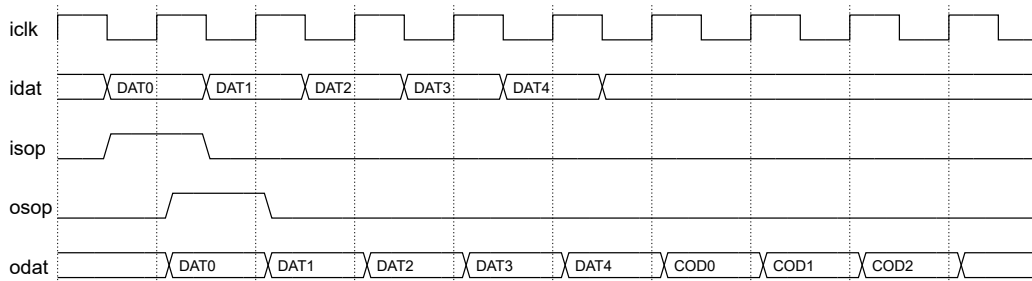 iclk
idat DAT0 DAT1 DAT2 DAT3 DAT4
isop
osop
odat DAT0 DAT1 DAT2 DAT3 DAT4 COD0 COD1 COD2